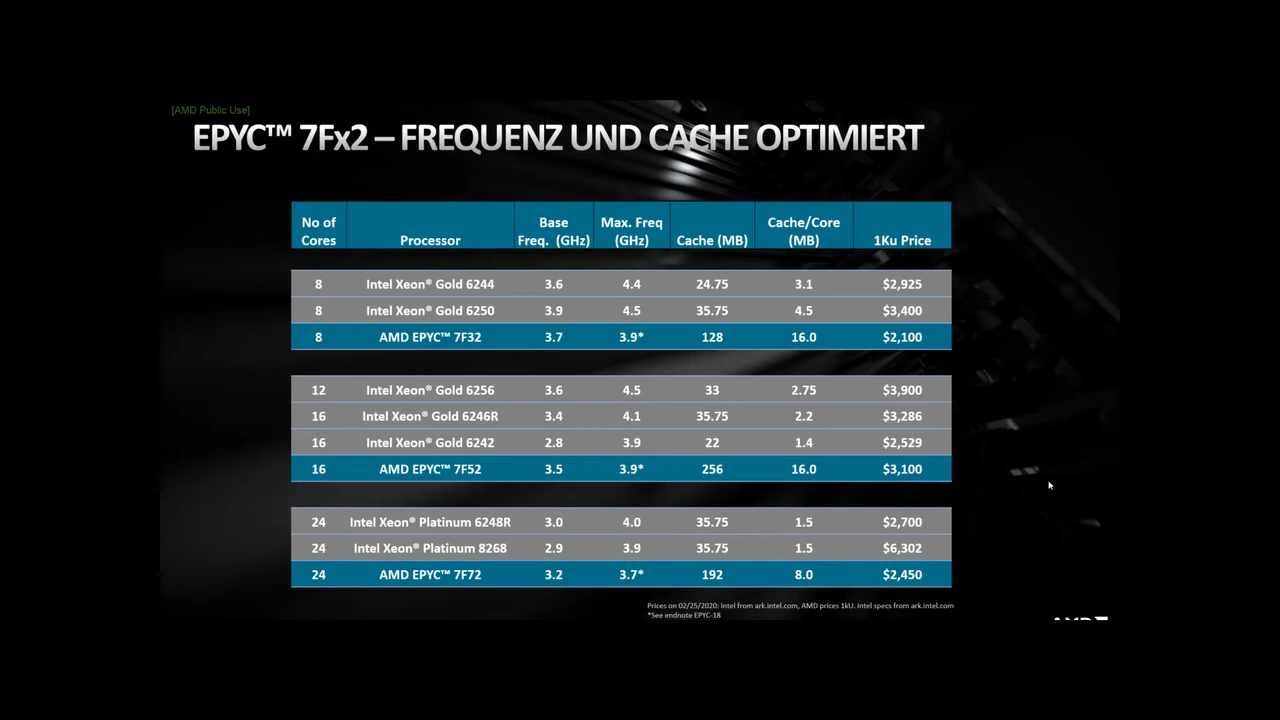 [AMD Public Use]
EPYC™ 7Fx2 – FREQUENZ UND CACHE OPTIMIERT
No of Cores Processor Base Freq. (GHz) Max. Freq (GHz) Cache (MB) Cache/Core (MB) 1Ku Price
8 Intel Xeon® Gold 6244 3.6 4.4 24.75 3.1 $2,925
8 Intel Xeon® Gold 6250 3.9 4.5 35.75 4.5 $3,400
8 AMD EPYC™ 7F32 3.7 3.9* 128 16.0 $2,100
12 Intel Xeon® Gold 6256 3.6 4.5 33 2.75 $3,900
16 Intel Xeon® Gold 6246R 3.4 4.1 35.75 2.2 $3,286
16 Intel Xeon® Gold 6242 2.8 3.9 22 1.4 $2,529
16 AMD EPYC™ 7F52 3.5 3.9* 256 16.0 $3,100
24 Intel Xeon® Platinum 6248R 3.0 4.0 35.75 1.5 $2,700
24 Intel Xeon® Platinum 8268 2.9 3.9 35.75 1.5 $6,302
24 AMD EPYC™ 7F72 3.2 3.7* 192 8.0 $2,450
Prices on 02/25/2020: Intel from ark.intel.com, AMD prices 1kU. Intel specs from ark.intel.com
*See endnote EPYC-18
AMD